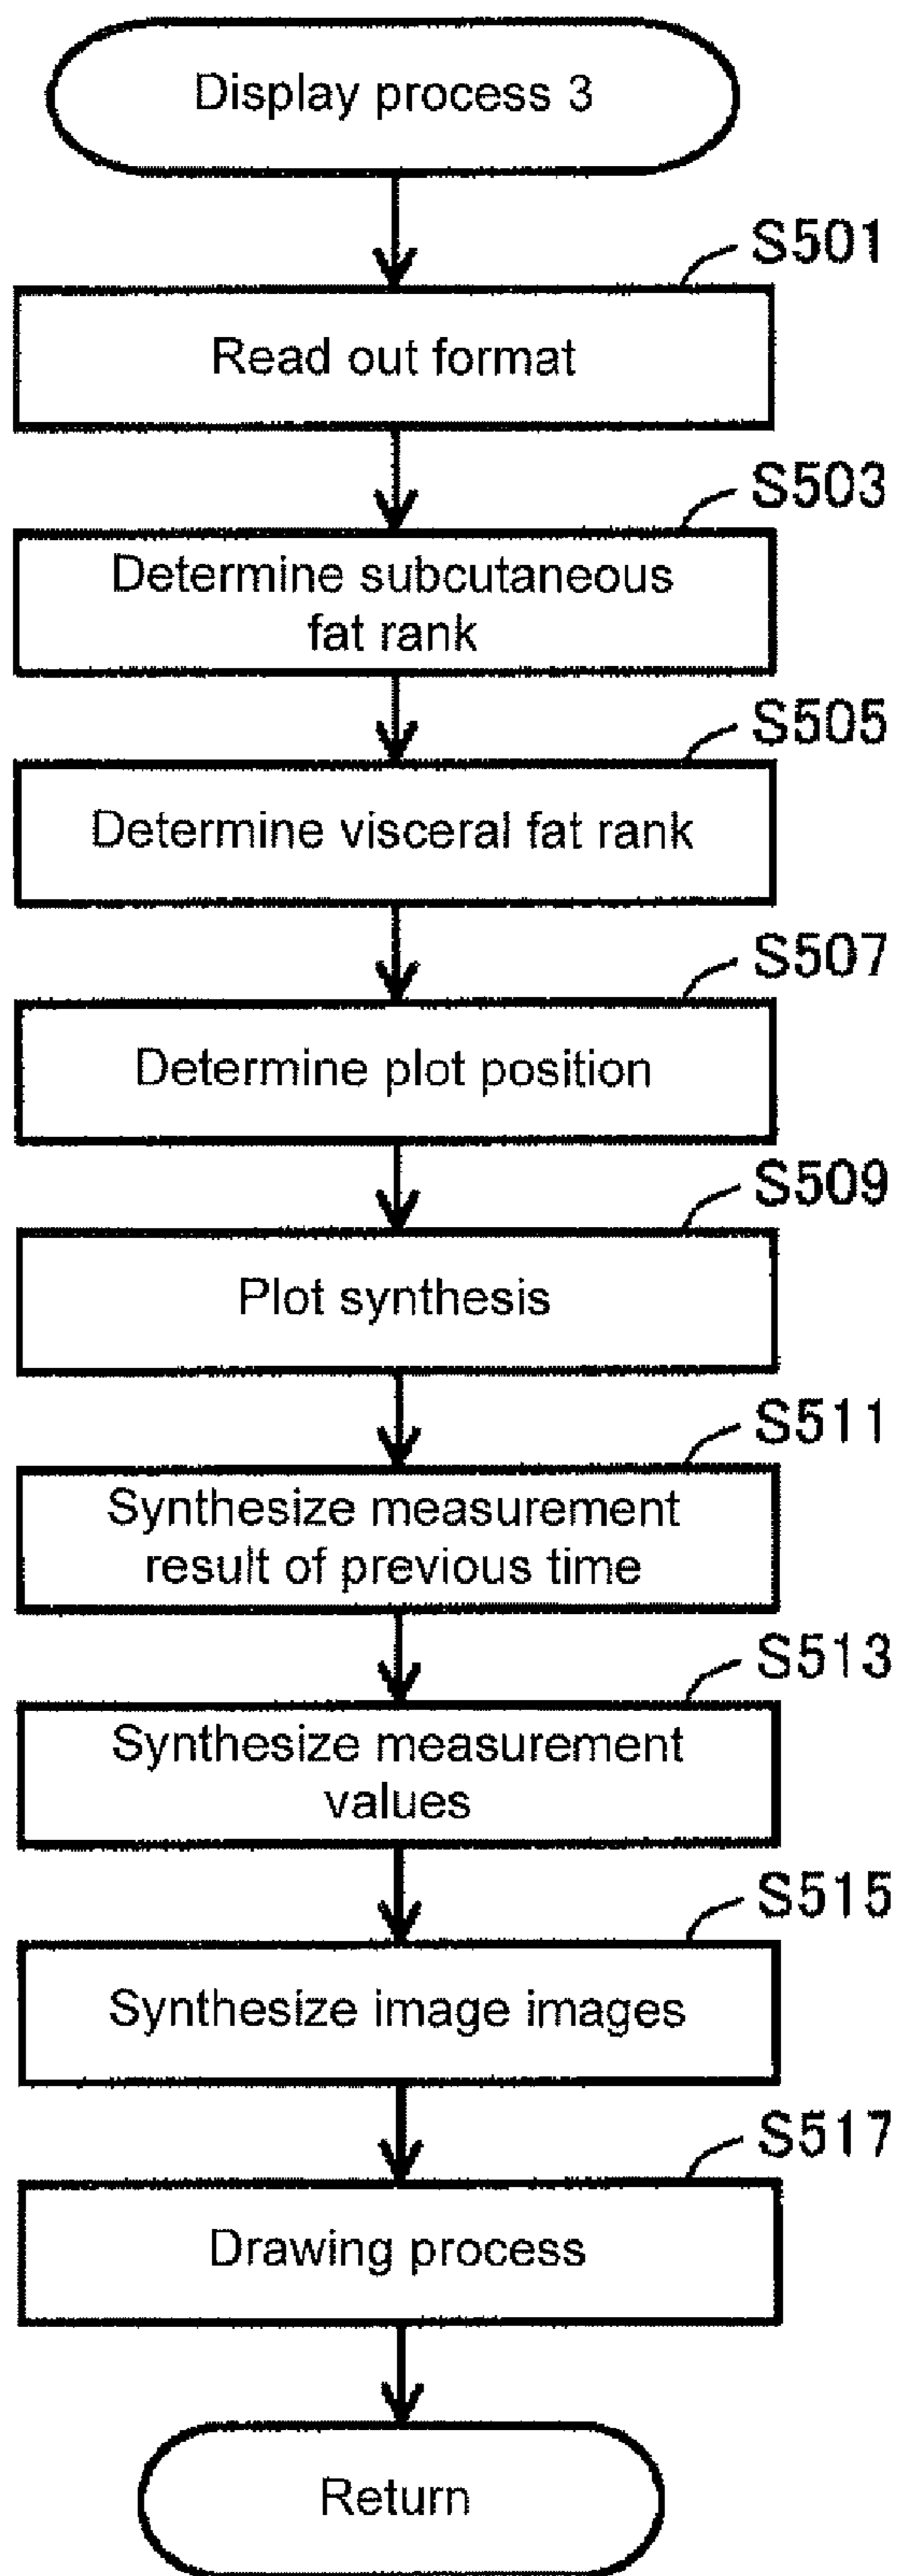 Display process 3
S501
Read out format
S503
Determine subcutaneous
fat rank
S505
Determine visceral fat rank
S507
Determine plot position
S509
Plot synthesis
S511
Synthesize measurement
result of previous time
S513
Synthesize measurement
values
S515
Synthesize image images
S517
Drawing process
Return